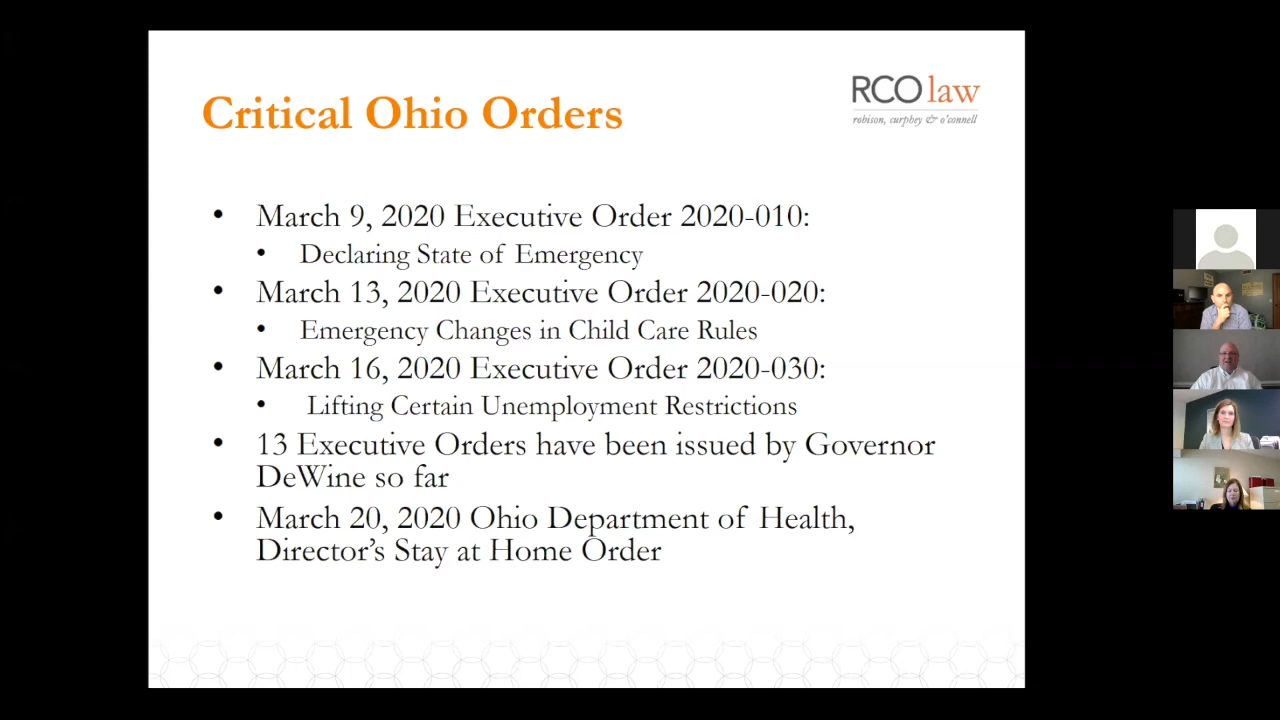 RCO law
robison, curphey & o'connell
Critical Ohio Orders
• March 9, 2020 Executive Order 2020-010:
• Declaring State of Emergency
• March 13, 2020 Executive Order 2020-020:
• Emergency Changes in Child Care Rules
• March 16, 2020 Executive Order 2020-030:
• Lifting Certain Unemployment Restrictions
• 13 Executive Orders have been issued by Governor
DeWine so far
• March 20, 2020 Ohio Department of Health,
Director’s Stay at Home Order